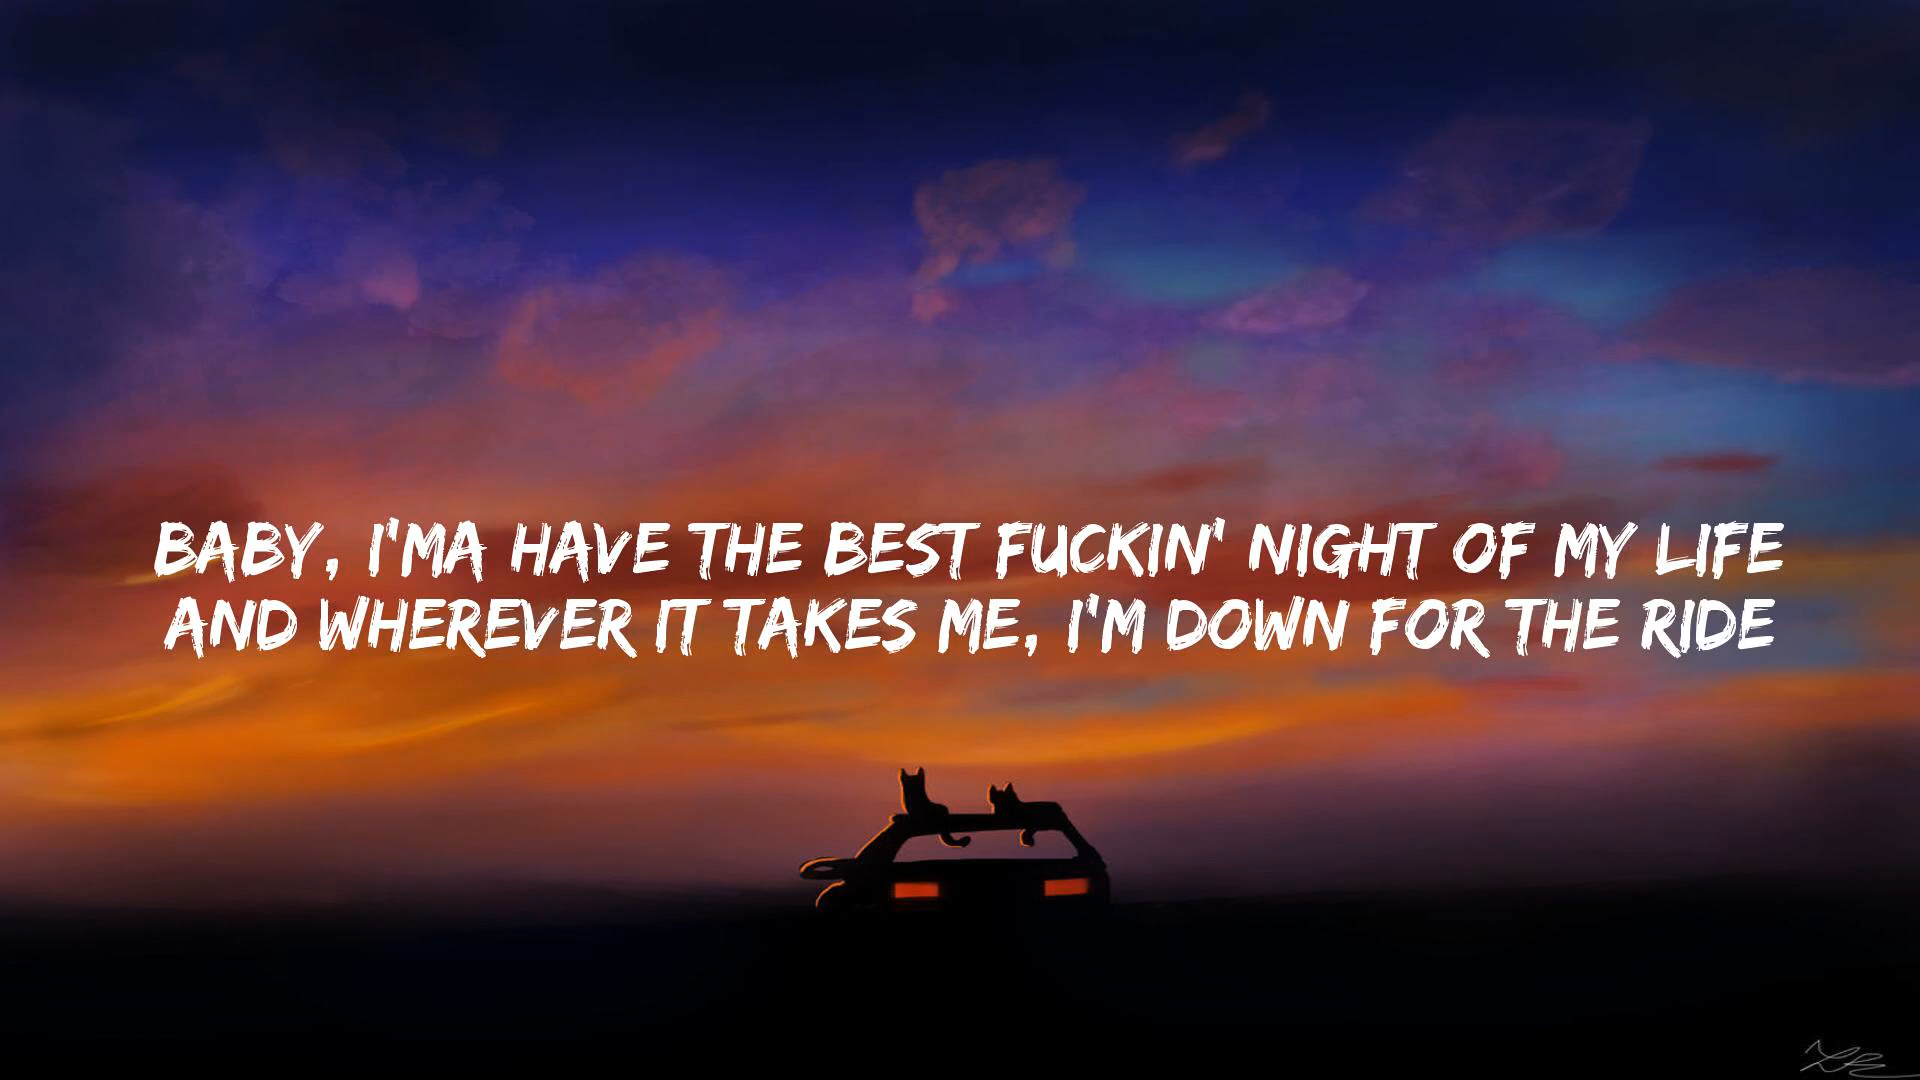 BABY, I'MA HAVE THE BEST FUCKIN' NIGHT OF MY LIFE
AND WHEREVER IT TAKES ME, I'M DOWN FOR THE RIDE